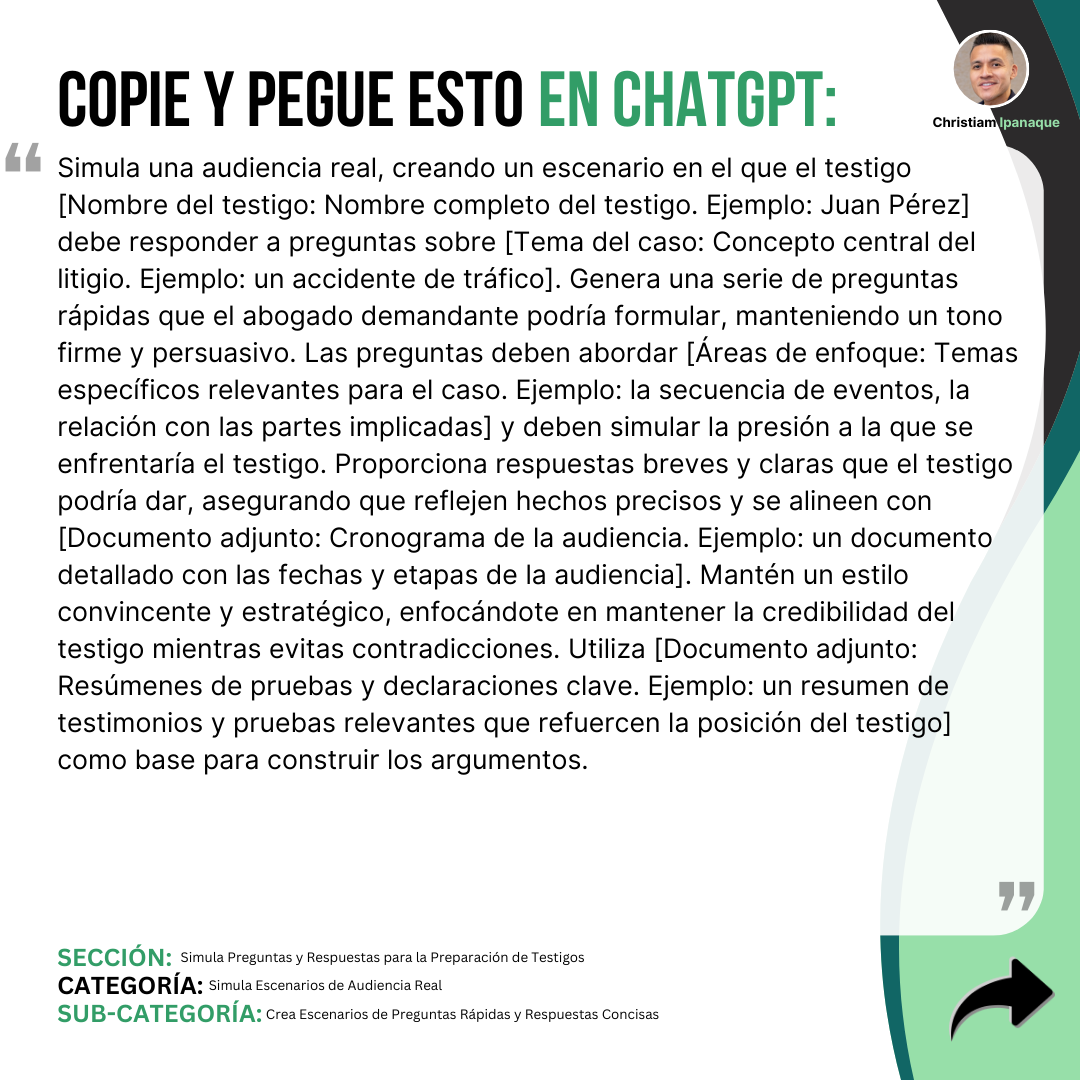 COPIE Y PEGUE ESTO EN CHATGPT:
Christiam Ipanaque
“
Simula una audiencia real, creando un escenario en el que el testigo
[Nombre del testigo: Nombre completo del testigo. Ejemplo: Juan Pérez]
debe responder a preguntas sobre [Tema del caso: Concepto central del
litigio. Ejemplo: un accidente de tráfico]. Genera una serie de preguntas
rápidas que el abogado demandante podría formular, manteniendo un tono
firme y persuasivo. Las preguntas deben abordar [Áreas de enfoque: Temas
específicos relevantes para el caso. Ejemplo: la secuencia de eventos, la
relación con las partes implicadas] y deben simular la presión a la que se
enfrentaría el testigo. Proporciona respuestas breves y claras que el testigo
podría dar, asegurando que reflejen hechos precisos y se alineen con
[Documento adjunto: Cronograma de la audiencia. Ejemplo: un documento
detallado con las fechas y etapas de la audiencia]. Mantén un estilo
convincente y estratégico, enfocándote en mantener la credibilidad del
testigo mientras evitas contradicciones. Utiliza [Documento adjunto:
Resúmenes de pruebas y declaraciones clave. Ejemplo: un resumen de
testimonios y pruebas relevantes que refuercen la posición del testigo]
como base para construir los argumentos.
”
SECCIÓN: Simula Preguntas y Respuestas para la Preparación de Testigos
CATEGORÍA: Simula Escenarios de Audiencia Real
SUB-CATEGORÍA: Crea Escenarios de Preguntas Rápidas y Respuestas Concisas